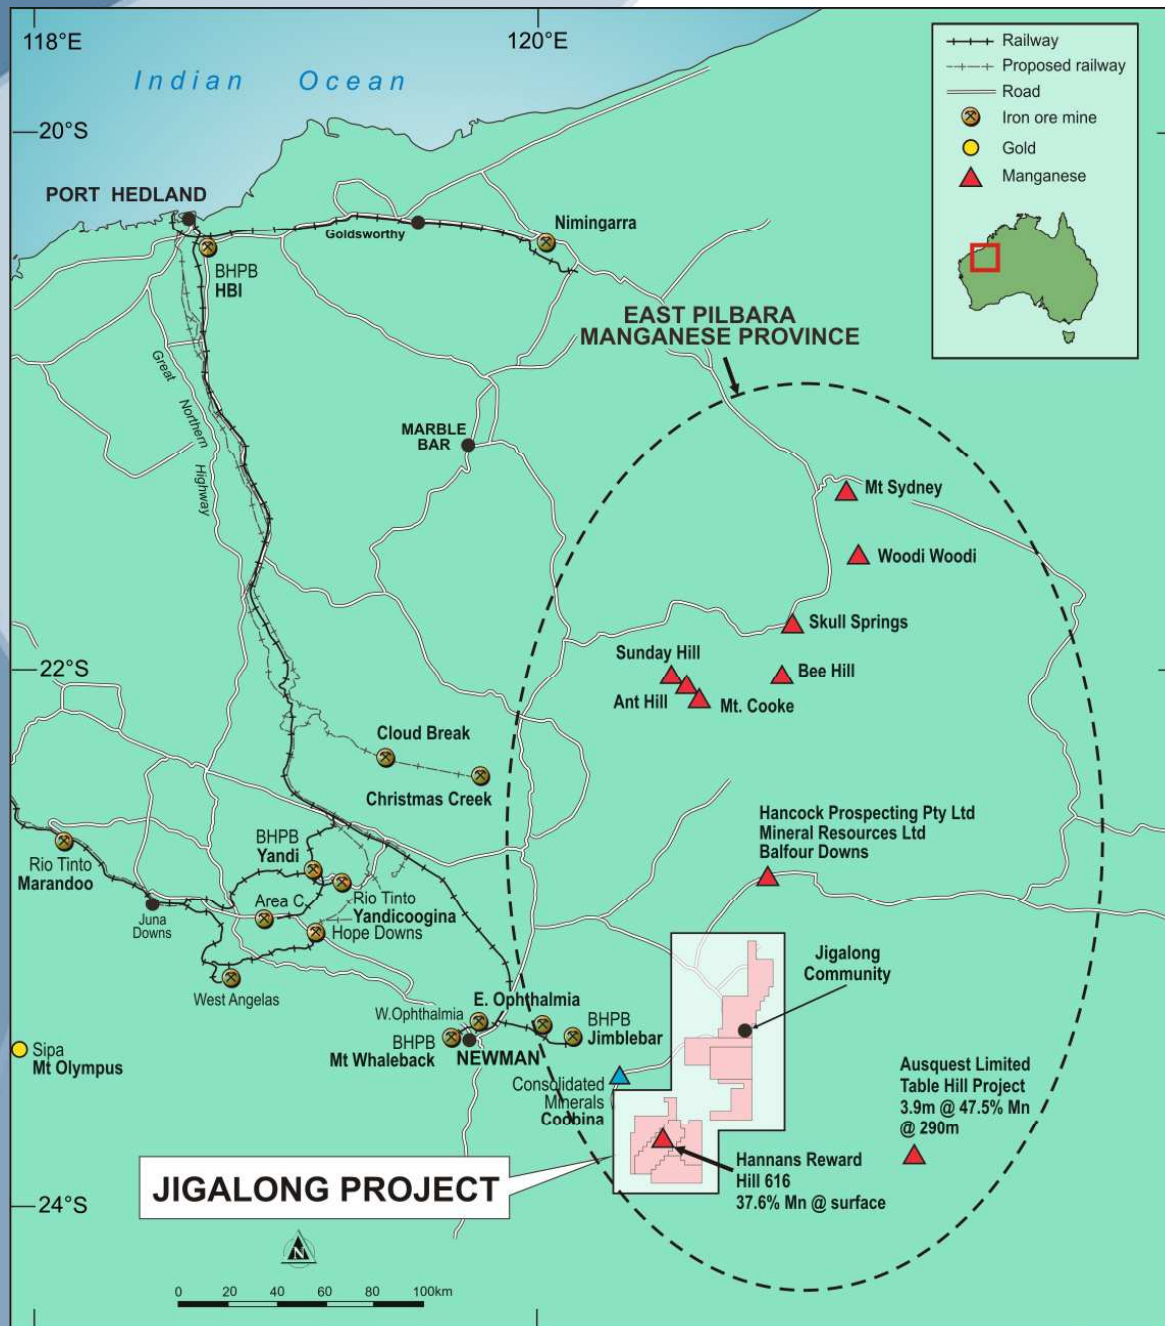 118°E
120°E
Indian Ocean
Railway
Proposed railway
Road
Iron ore mine
Gold
Manganese
20°S
PORT HEDLAND
Goldsworthy
Nimingarra
BHPB
HBI
EAST PILBARA
MANGANESE PROVINCE
Great Northern Highway
MARBLE
BAR
Mt Sydney
Woodi Woodi
Skull Springs
22°S
Sunday Hill
Bee Hill
Ant Hill
Mt. Cooke
Cloud Break
Christmas Creek
Hancock Prospecting Pty Ltd
Mineral Resources Ltd
Balfour Downs
BHPB
Yandi
Rio Tinto
Marandoo
Area C
Rio Tinto
Yandicoogina
Juna
Downs
Hope Downs
West Angelas
Jigalong
Community
W.Ophthalmia
E. Ophthalmia
BHPB
Mt Whaleback
NEWMAN
BHPB
Jimblebar
Sipa
Mt Olympus
Consolidated
Minerals
Coobina
Ausquest Limited
Table Hill Project
3.9m @ 47.5% Mn
@ 290m
Hannans Reward
Hill 616
37.6% Mn @ surface
JIGALONG PROJECT
24°S
N
0 20 40 60 80 100km